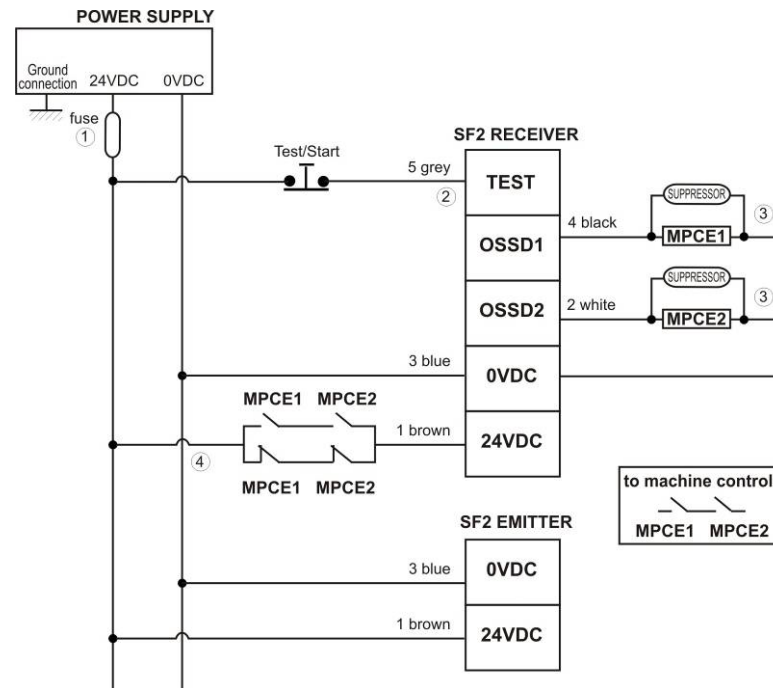 POWER SUPPLY
Ground
connection
24VDC
0VDC
fuse
1
Test/Start
SF2 RECEIVER
5 grey
2
TEST
SUPPRESSOR
3
4 black
MPCE1
OSSD1
SUPPRESSOR
3
2 white
MPCE2
OSSD2
3 blue
0VDC
MPCE1 MPCE2
1 brown
24VDC
4
MPCE1 MPCE2
to machine control
MPCE1 MPCE2
SF2 EMITTER
3 blue
0VDC
1 brown
24VDC